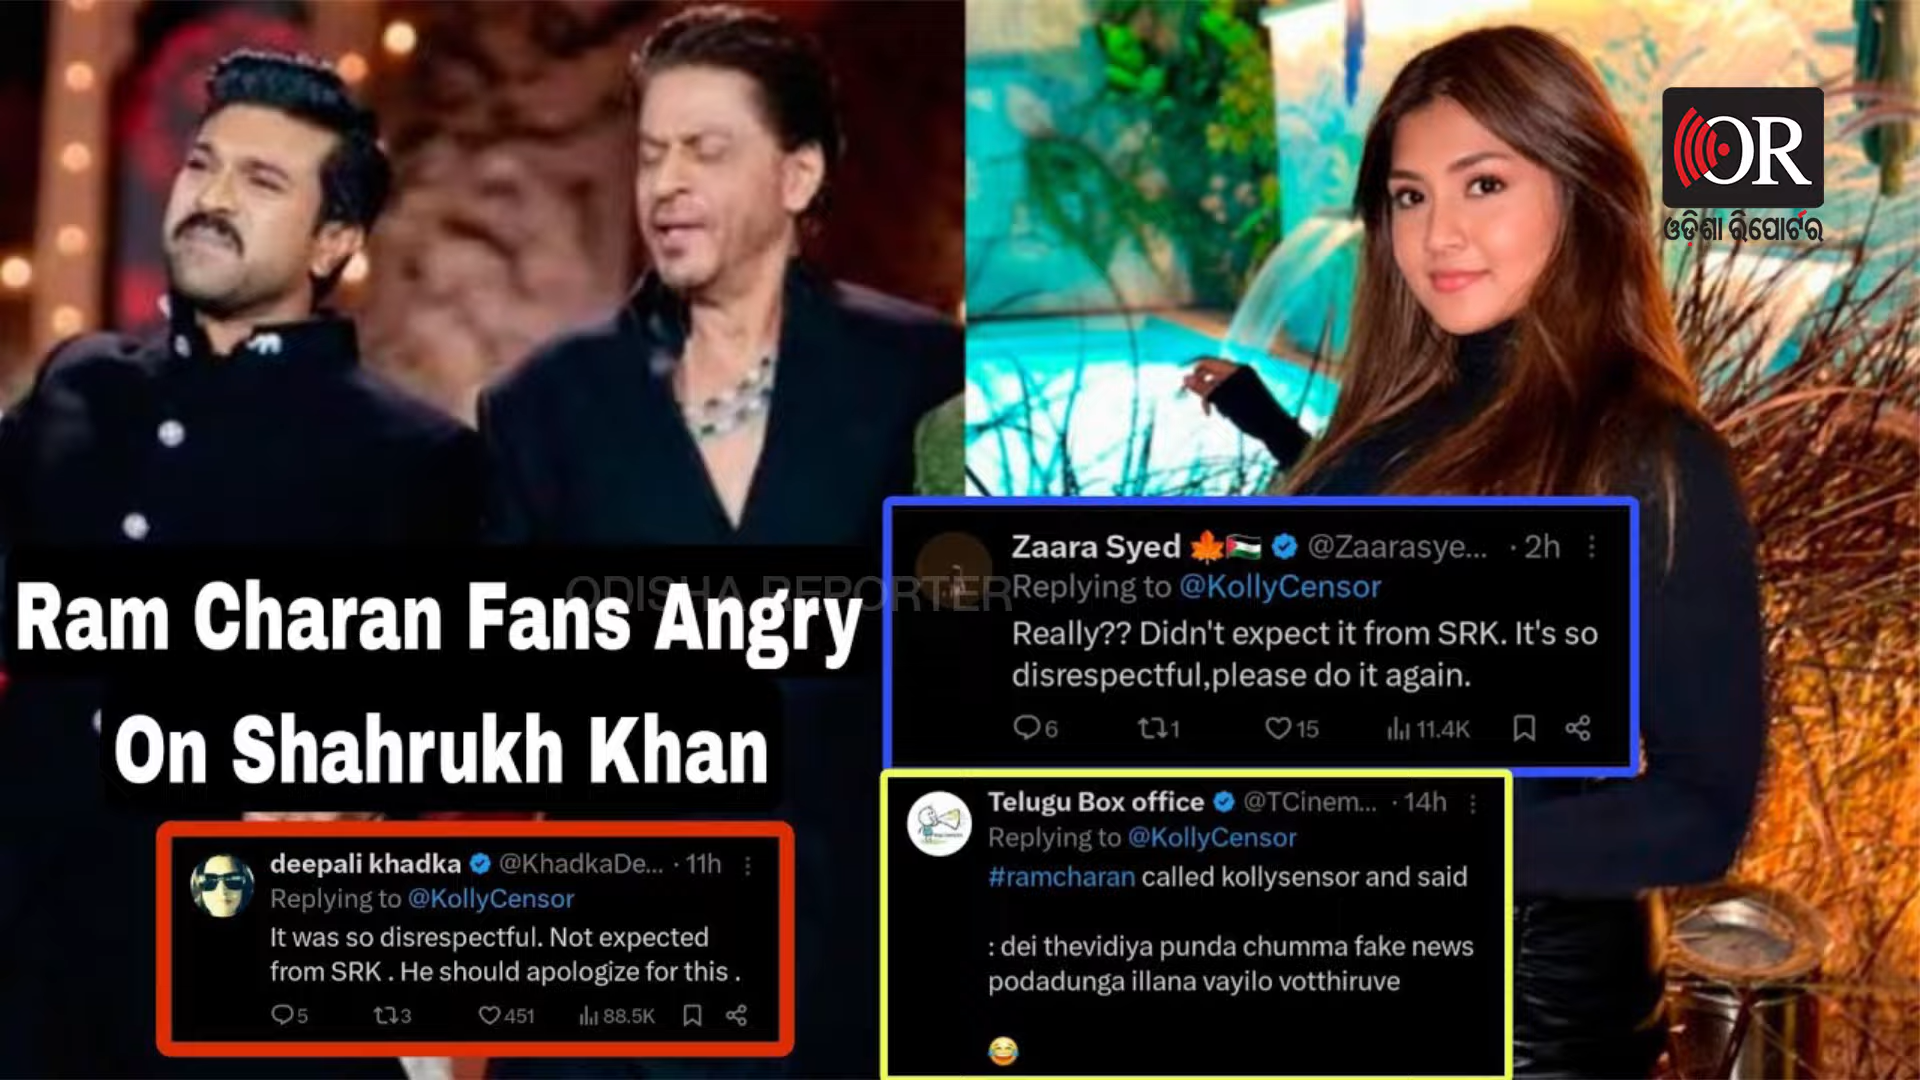 OR
ଓଡ଼ିଶା ରିପୋର୍ଟର
ODISHA REPORTER
Ram Charan Fans Angry
On Shahrukh Khan
Zaara Syed 🍁🇵🇸 @Zaarasye... · 2h
Replying to @KollyCensor
Really?? Didn't expect it from SRK. It's so
disrespectful,please do it again.
6 1 15 11.4K
deepali khadka @KhadkaDe... · 11h
Replying to @KollyCensor
It was so disrespectful. Not expected
from SRK . He should apologize for this .
5 3 451 88.5K
Telugu Box office @TCinem... · 14h
Replying to @KollyCensor
#ramcharan called kollysensor and said
: dei thevidiya punda chumma fake news
podadunga illana vayilo votthiruve
😂